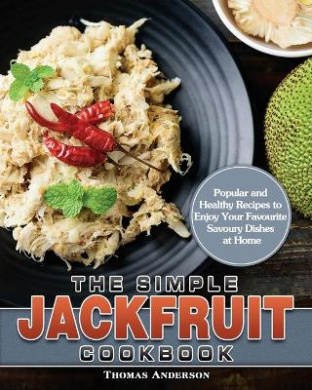 Popular and
Healthy Recipes to
Enjoy Your Favourite
Savoury Dishes
at Home
THE SIMPLE
JACKFRUIT
COOKBOOK
Thomas Anderson